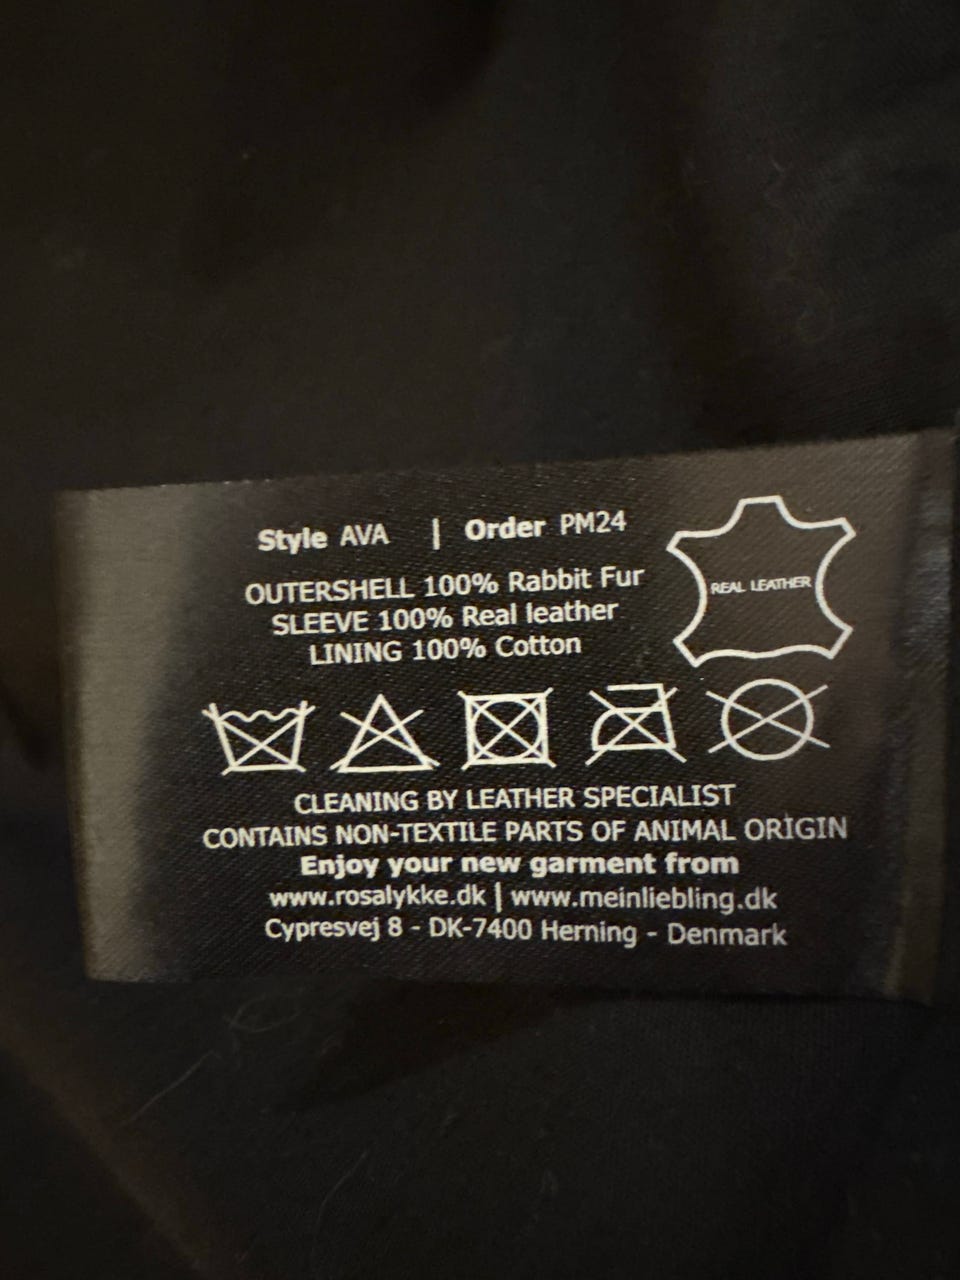 Style AVA | Order PM24
REAL LEATHER
OUTERSHELL 100% Rabbit Fur
SLEEVE 100% Real leather
LINING 100% Cotton
CLEANING BY LEATHER SPECIALIST
CONTAINS NON-TEXTILE PARTS OF ANIMAL ORIGIN
Enjoy your new garment from
www.rosalykke.dk | www.meinliebling.dk
Cypresvej 8 - DK-7400 Herning - Denmark